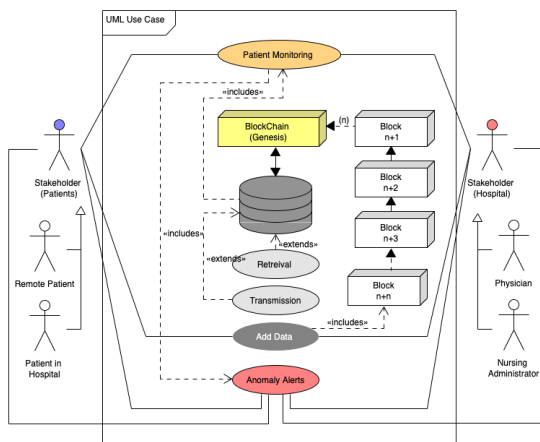 UML Use Case
Patient Monitoring
«includes»
BlockChain
(Genesis)
(n)
Block
n+1
Stakeholder
(Patients)
Stakeholder
(Hospital)
Block
n+2
«includes»
Block
n+3
«extends»
«extends»
Retreival
Remote Patient
Physician
Block
n+n
Transmission
«includes»
Add Data
Patient in
Hospital
Nursing
Administrator
Anomaly Alerts